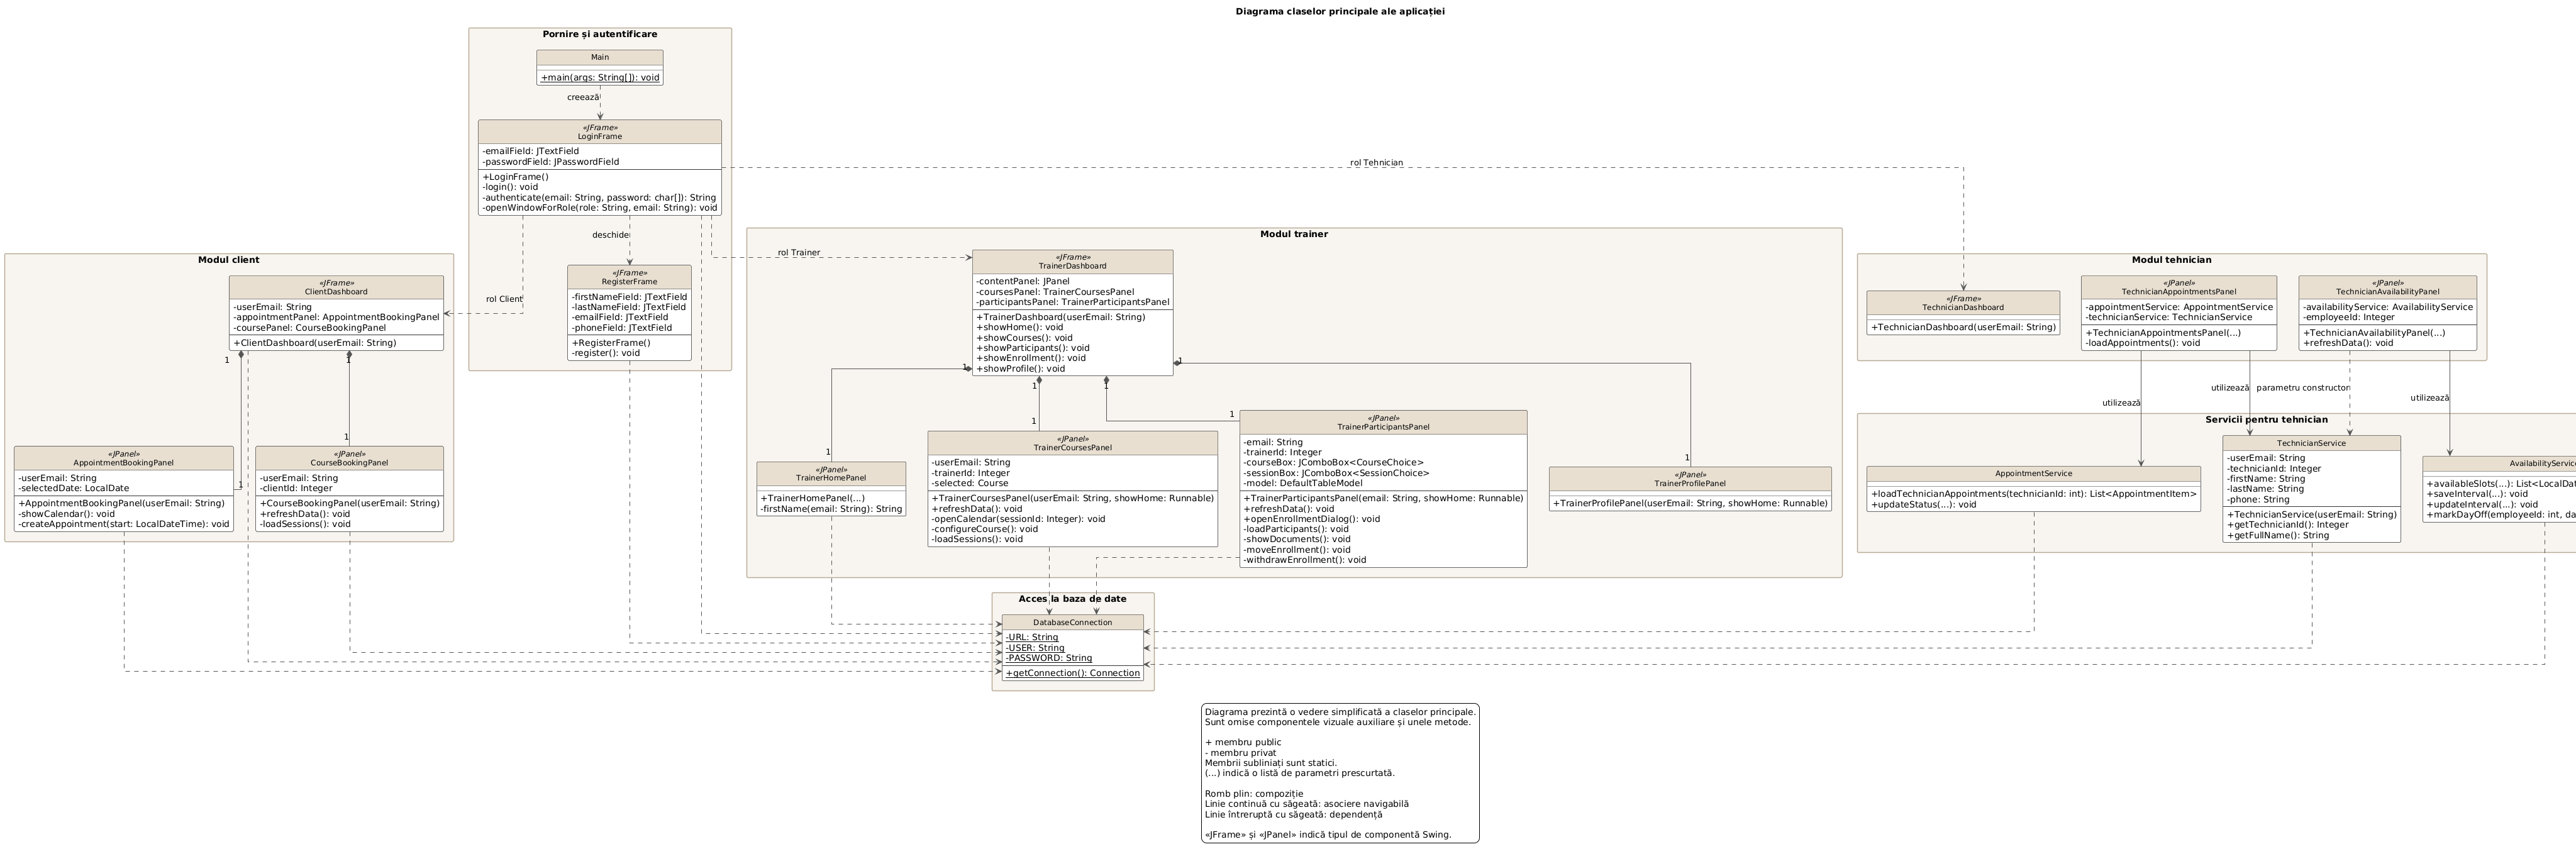 Diagrama claselor principale ale aplicației
Pornire și autentificare
Main
+main(args: String[]): void
creează
«JFrame»
LoginFrame
-emailField: JTextField
-passwordField: JPasswordField
+LoginFrame()
-login(): void
-authenticate(email: String, password: char[]): String
-openWindowForRole(role: String, email: String): void
rol Tehnician
deschide
rol Trainer
rol Client
«JFrame»
RegisterFrame
-firstNameField: JTextField
-lastNameField: JTextField
-emailField: JTextField
-phoneField: JTextField
+RegisterFrame()
-register(): void
Modul client
«JFrame»
ClientDashboard
-userEmail: String
-appointmentPanel: AppointmentBookingPanel
-coursePanel: CourseBookingPanel
+ClientDashboard(userEmail: String)
1
1
1
1
«JPanel»
AppointmentBookingPanel
-userEmail: String
-selectedDate: LocalDate
+AppointmentBookingPanel(userEmail: String)
-showCalendar(): void
-createAppointment(start: LocalDateTime): void
«JPanel»
CourseBookingPanel
-userEmail: String
-clientId: Integer
+CourseBookingPanel(userEmail: String)
+refreshData(): void
-loadSessions(): void
Modul trainer
«JFrame»
TrainerDashboard
-contentPanel: JPanel
-coursesPanel: TrainerCoursesPanel
-participantsPanel: TrainerParticipantsPanel
+TrainerDashboard(userEmail: String)
+showHome(): void
+showCourses(): void
+showParticipants(): void
+showEnrollment(): void
+showProfile(): void
1
1
1
1
1
1
1
1
«JPanel»
TrainerHomePanel
+TrainerHomePanel(...)
-firstName(email: String): String
«JPanel»
TrainerCoursesPanel
-userEmail: String
-trainerId: Integer
-selected: Course
+TrainerCoursesPanel(userEmail: String, showHome: Runnable)
+refreshData(): void
-openCalendar(sessionId: Integer): void
-configureCourse(): void
-loadSessions(): void
«JPanel»
TrainerParticipantsPanel
-email: String
-trainerId: Integer
-courseBox: JComboBox<CourseChoice>
-sessionBox: JComboBox<SessionChoice>
-model: DefaultTableModel
+TrainerParticipantsPanel(email: String, showHome: Runnable)
+refreshData(): void
+openEnrollmentDialog(): void
-loadParticipants(): void
-showDocuments(): void
-moveEnrollment(): void
-withdrawEnrollment(): void
«JPanel»
TrainerProfilePanel
+TrainerProfilePanel(userEmail: String, showHome: Runnable)
Modul tehnician
«JFrame»
TechnicianDashboard
+TechnicianDashboard(userEmail: String)
«JPanel»
TechnicianAppointmentsPanel
-appointmentService: AppointmentService
-technicianService: TechnicianService
+TechnicianAppointmentsPanel(...)
-loadAppointments(): void
«JPanel»
TechnicianAvailabilityPanel
-availabilityService: AvailabilityService
-employeeId: Integer
+TechnicianAvailabilityPanel(...)
+refreshData(): void
utilizează
utilizează
parametru constructor
utilizează
Servicii pentru tehnician
AppointmentService
+loadTechnicianAppointments(technicianId: int): List<AppointmentItem>
+updateStatus(...): void
TechnicianService
-userEmail: String
-technicianId: Integer
-firstName: String
-lastName: String
-phone: String
+TechnicianService(userEmail: String)
+getTechnicianId(): Integer
+getFullName(): String
+availableSlots(...):
+saveInterval(...): void
+updateInterval(...): void
+markDayOff(employeeId: int,
Acces la baza de date
DatabaseConnection
-URL: String
-USER: String
-PASSWORD: String
+getConnection(): Connection
Diagrama prezintă o vedere simplificată a claselor principale.
Sunt omise componentele vizuale auxiliare și unele metode.
+ membru public
- membru privat
Membrii subliniați sunt statici.
(...) indică o listă de parametri prescurtată.
Romb plin: compoziție
Linie continuă cu săgeată: asociere navigabilă
Linie întreruptă cu săgeată: dependență
«JFrame» și «JPanel» indică tipul de componentă Swing.